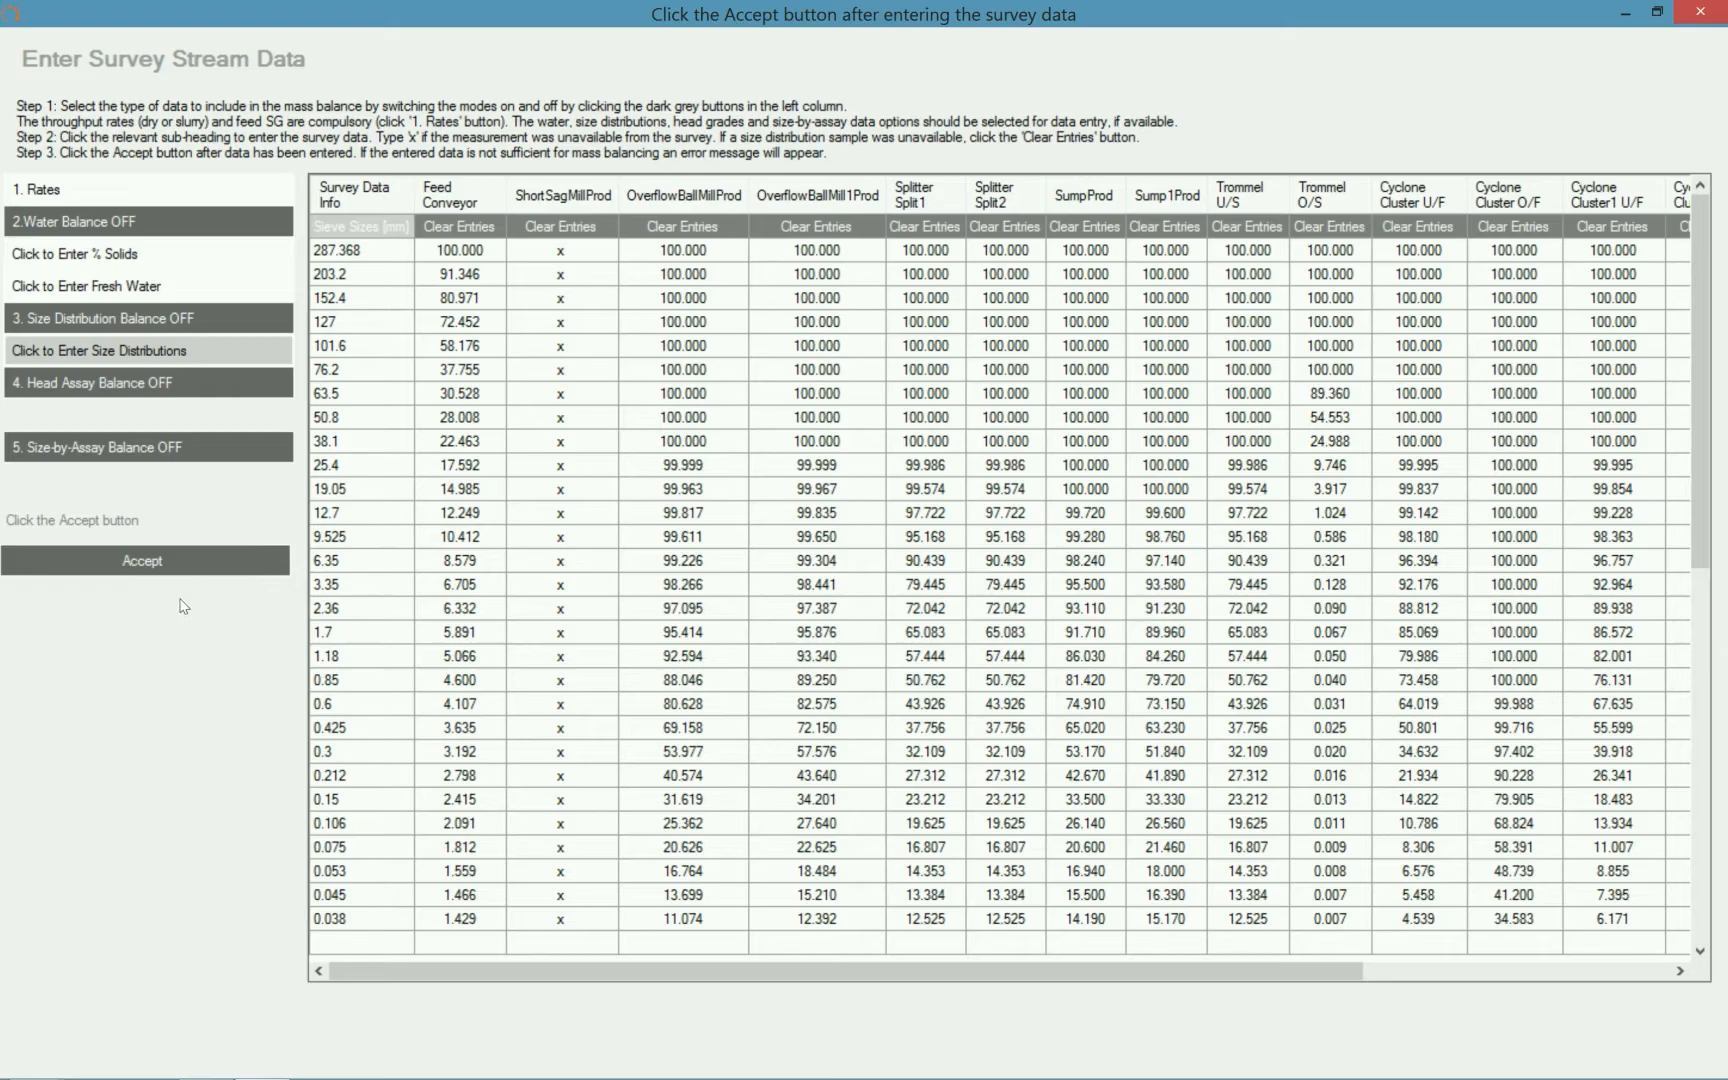 Click the Accept button after entering the survey data
Enter Survey Stream Data
Step 1: Select the type of data to include in the mass balance by switching the modes on and off by clicking the dark grey buttons in the left column.
The throughput rates (dry or slurry) and feed SG are compulsory (click '1. Rates' button). The water, size distributions, head grades and size-by-assay data options should be selected for data entry, if available.
Step 2: Click the relevant sub-heading to enter the survey data. Type 'x' if the measurement was unavailable from the survey. If a size distribution sample was unavailable, click the 'Clear Entries' button.
Step 3. Click the Accept button after data has been entered. If the entered data is not sufficient for mass balancing an error message will appear.
1. Rates
2.Water Balance OFF
Click to Enter % Solids
Click to Enter Fresh Water
3. Size Distribution Balance OFF
Click to Enter Size Distributions
4. Head Assay Balance OFF
5. Size-by-Assay Balance OFF
Click the Accept button
Accept
Survey Data Info Feed Conveyor ShortSagMillProd OverflowBallMillProd OverflowBallMill1Prod Splitter Split1 Splitter Split2 SumpProd Sump1Prod Trommel U/S Trommel O/S Cyclone Cluster U/F Cyclone Cluster O/F Cyclone Cluster1 U/F
Sieve Sizes [mm] Clear Entries Clear Entries Clear Entries Clear Entries Clear Entries Clear Entries Clear Entries Clear Entries Clear Entries Clear Entries Clear Entries Clear Entries Clear Entries
287.368 100.000 x 100.000 100.000 100.000 100.000 100.000 100.000 100.000 100.000 100.000 100.000 100.000
203.2 91.346 x 100.000 100.000 100.000 100.000 100.000 100.000 100.000 100.000 100.000 100.000 100.000
152.4 80.971 x 100.000 100.000 100.000 100.000 100.000 100.000 100.000 100.000 100.000 100.000 100.000
127 72.452 x 100.000 100.000 100.000 100.000 100.000 100.000 100.000 100.000 100.000 100.000 100.000
101.6 58.176 x 100.000 100.000 100.000 100.000 100.000 100.000 100.000 100.000 100.000 100.000 100.000
76.2 37.755 x 100.000 100.000 100.000 100.000 100.000 100.000 100.000 100.000 100.000 100.000 100.000
63.5 30.528 x 100.000 100.000 100.000 100.000 100.000 100.000 100.000 89.360 100.000 100.000 100.000
50.8 28.008 x 100.000 100.000 100.000 100.000 100.000 100.000 100.000 54.553 100.000 100.000 100.000
38.1 22.463 x 100.000 100.000 100.000 100.000 100.000 100.000 100.000 24.988 100.000 100.000 100.000
25.4 17.592 x 99.999 99.999 99.986 99.986 100.000 100.000 99.986 9.746 99.995 100.000 99.995
19.05 14.985 x 99.963 99.967 99.574 99.574 100.000 100.000 99.574 3.917 99.837 100.000 99.854
12.7 12.249 x 99.817 99.835 97.722 97.722 99.720 99.600 97.722 1.024 99.142 100.000 99.228
9.525 10.412 x 99.611 99.650 95.168 95.168 99.280 98.760 95.168 0.586 98.180 100.000 98.363
6.35 8.579 x 99.226 99.304 90.439 90.439 98.240 97.140 90.439 0.321 96.394 100.000 96.757
3.35 6.705 x 98.266 98.441 79.445 79.445 95.500 93.580 79.445 0.128 92.176 100.000 92.964
2.36 6.332 x 97.095 97.387 72.042 72.042 93.110 91.230 72.042 0.090 88.812 100.000 89.938
1.7 5.891 x 95.414 95.876 65.083 65.083 91.710 89.960 65.083 0.067 85.069 100.000 86.572
1.18 5.066 x 92.594 93.340 57.444 57.444 86.030 84.260 57.444 0.050 79.986 100.000 82.001
0.85 4.600 x 88.046 89.250 50.762 50.762 81.420 79.720 50.762 0.040 73.458 100.000 76.131
0.6 4.107 x 80.628 82.575 43.926 43.926 74.910 73.150 43.926 0.031 64.019 99.988 67.635
0.425 3.635 x 69.158 72.150 37.756 37.756 65.020 63.230 37.756 0.025 50.801 99.716 55.599
0.3 3.192 x 53.977 57.576 32.109 32.109 53.170 51.840 32.109 0.020 34.632 97.402 39.918
0.212 2.798 x 40.574 43.640 27.312 27.312 42.670 41.890 27.312 0.016 21.934 90.228 26.341
0.15 2.415 x 31.619 34.201 23.212 23.212 33.500 33.330 23.212 0.013 14.822 79.905 18.483
0.106 2.091 x 25.362 27.640 19.625 19.625 26.140 26.560 19.625 0.011 10.786 68.824 13.934
0.075 1.812 x 20.626 22.625 16.807 16.807 20.600 21.460 16.807 0.009 8.306 58.391 11.007
0.053 1.559 x 16.764 18.484 14.353 14.353 16.940 18.000 14.353 0.008 6.576 48.739 8.855
0.045 1.466 x 13.699 15.210 13.384 13.384 15.500 16.390 13.384 0.007 5.458 41.200 7.395
0.038 1.429 x 11.074 12.392 12.525 12.525 14.190 15.170 12.525 0.007 4.539 34.583 6.171